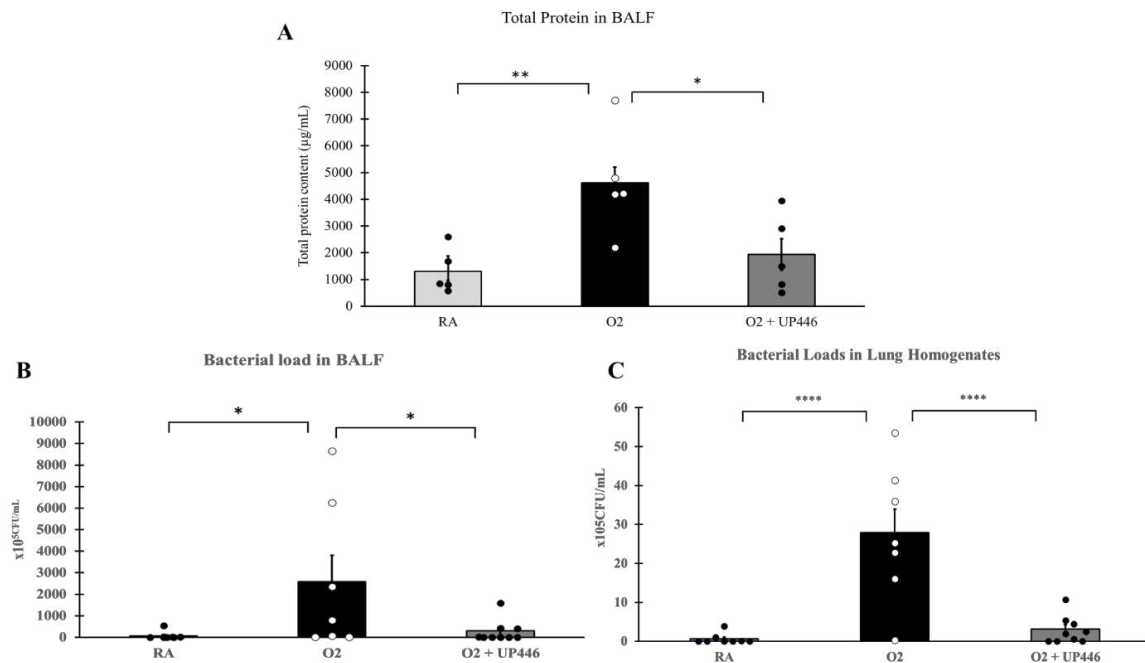 Total Protein in BALF
A
Total protein content (µg/mL)
9000
8000
7000
6000
5000
4000
3000
2000
1000
0
**
*
RA
O2
O2 + UP446
B
Bacterial load in BALF
x10⁵CFU/mL
10000
9000
8000
7000
6000
5000
4000
3000
2000
1000
0
*
*
RA
O2
O2 + UP446
C
Bacterial Loads in Lung Homogenates
x105CFU/mL
60
50
40
30
20
10
0
****
****
RA
O2
O2 + UP446